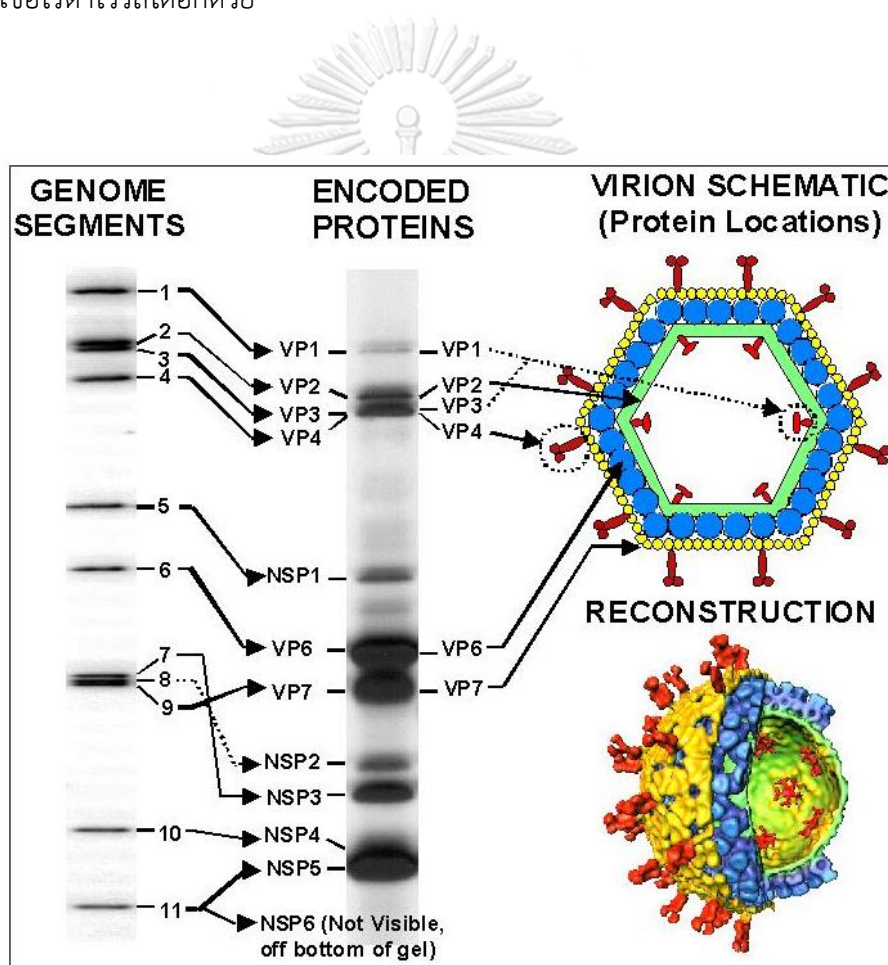 GENOME
SEGMENTS
ENCODED
PROTEINS
VIRION SCHEMATIC
(Protein Locations)
1
2
3
4
5
6
7
8
9
10
11
VP1
VP2
VP3
VP4
NSP1
VP6
VP7
NSP2
NSP3
NSP4
NSP5
NSP6 (Not Visible,
off bottom of gel)
VP1
VP2
VP3
VP4
VP6
VP7
RECONSTRUCTION